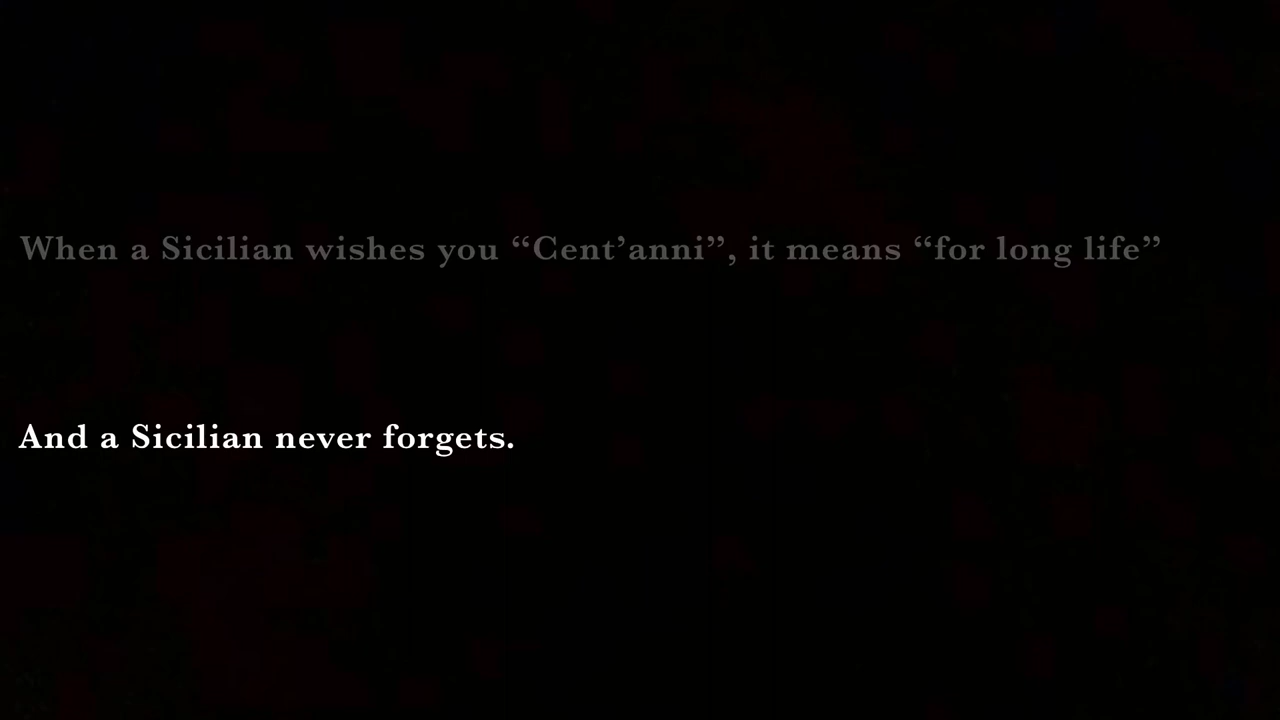 When a Sicilian wishes you “Cent’anni”, it means “for long life”
And a Sicilian never forgets.